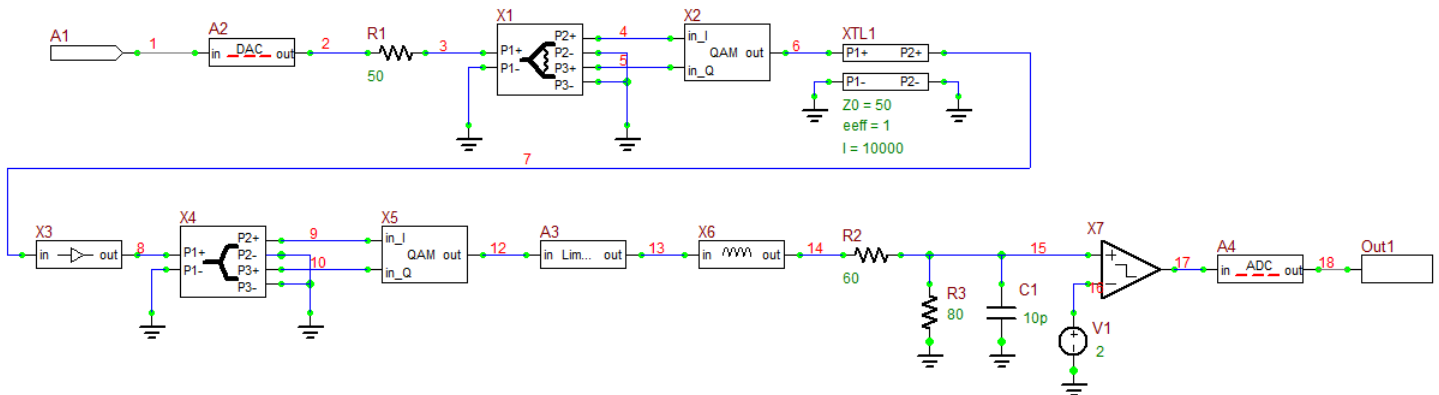 A1
1
A2
in DAC out
2
R1
50
3
X1
P1+
P1-
P2+
P2-
P3+
P3-
4
5
X2
in_I
in_Q
QAM out
6
XTL1
P1+ P2+
P1- P2-
Z0 = 50
eeff = 1
l = 10000
7
X3
in out
8
X4
P1+
P1-
P2+
P2-
P3+
P3-
9
10
X5
in_I
in_Q
QAM out
12
A3
in Lim... out
13
X6
in out
14
R2
60
R3
80
C1
10p
15
X7
16
V1
2
17
A4
in ADC out
18
Out1